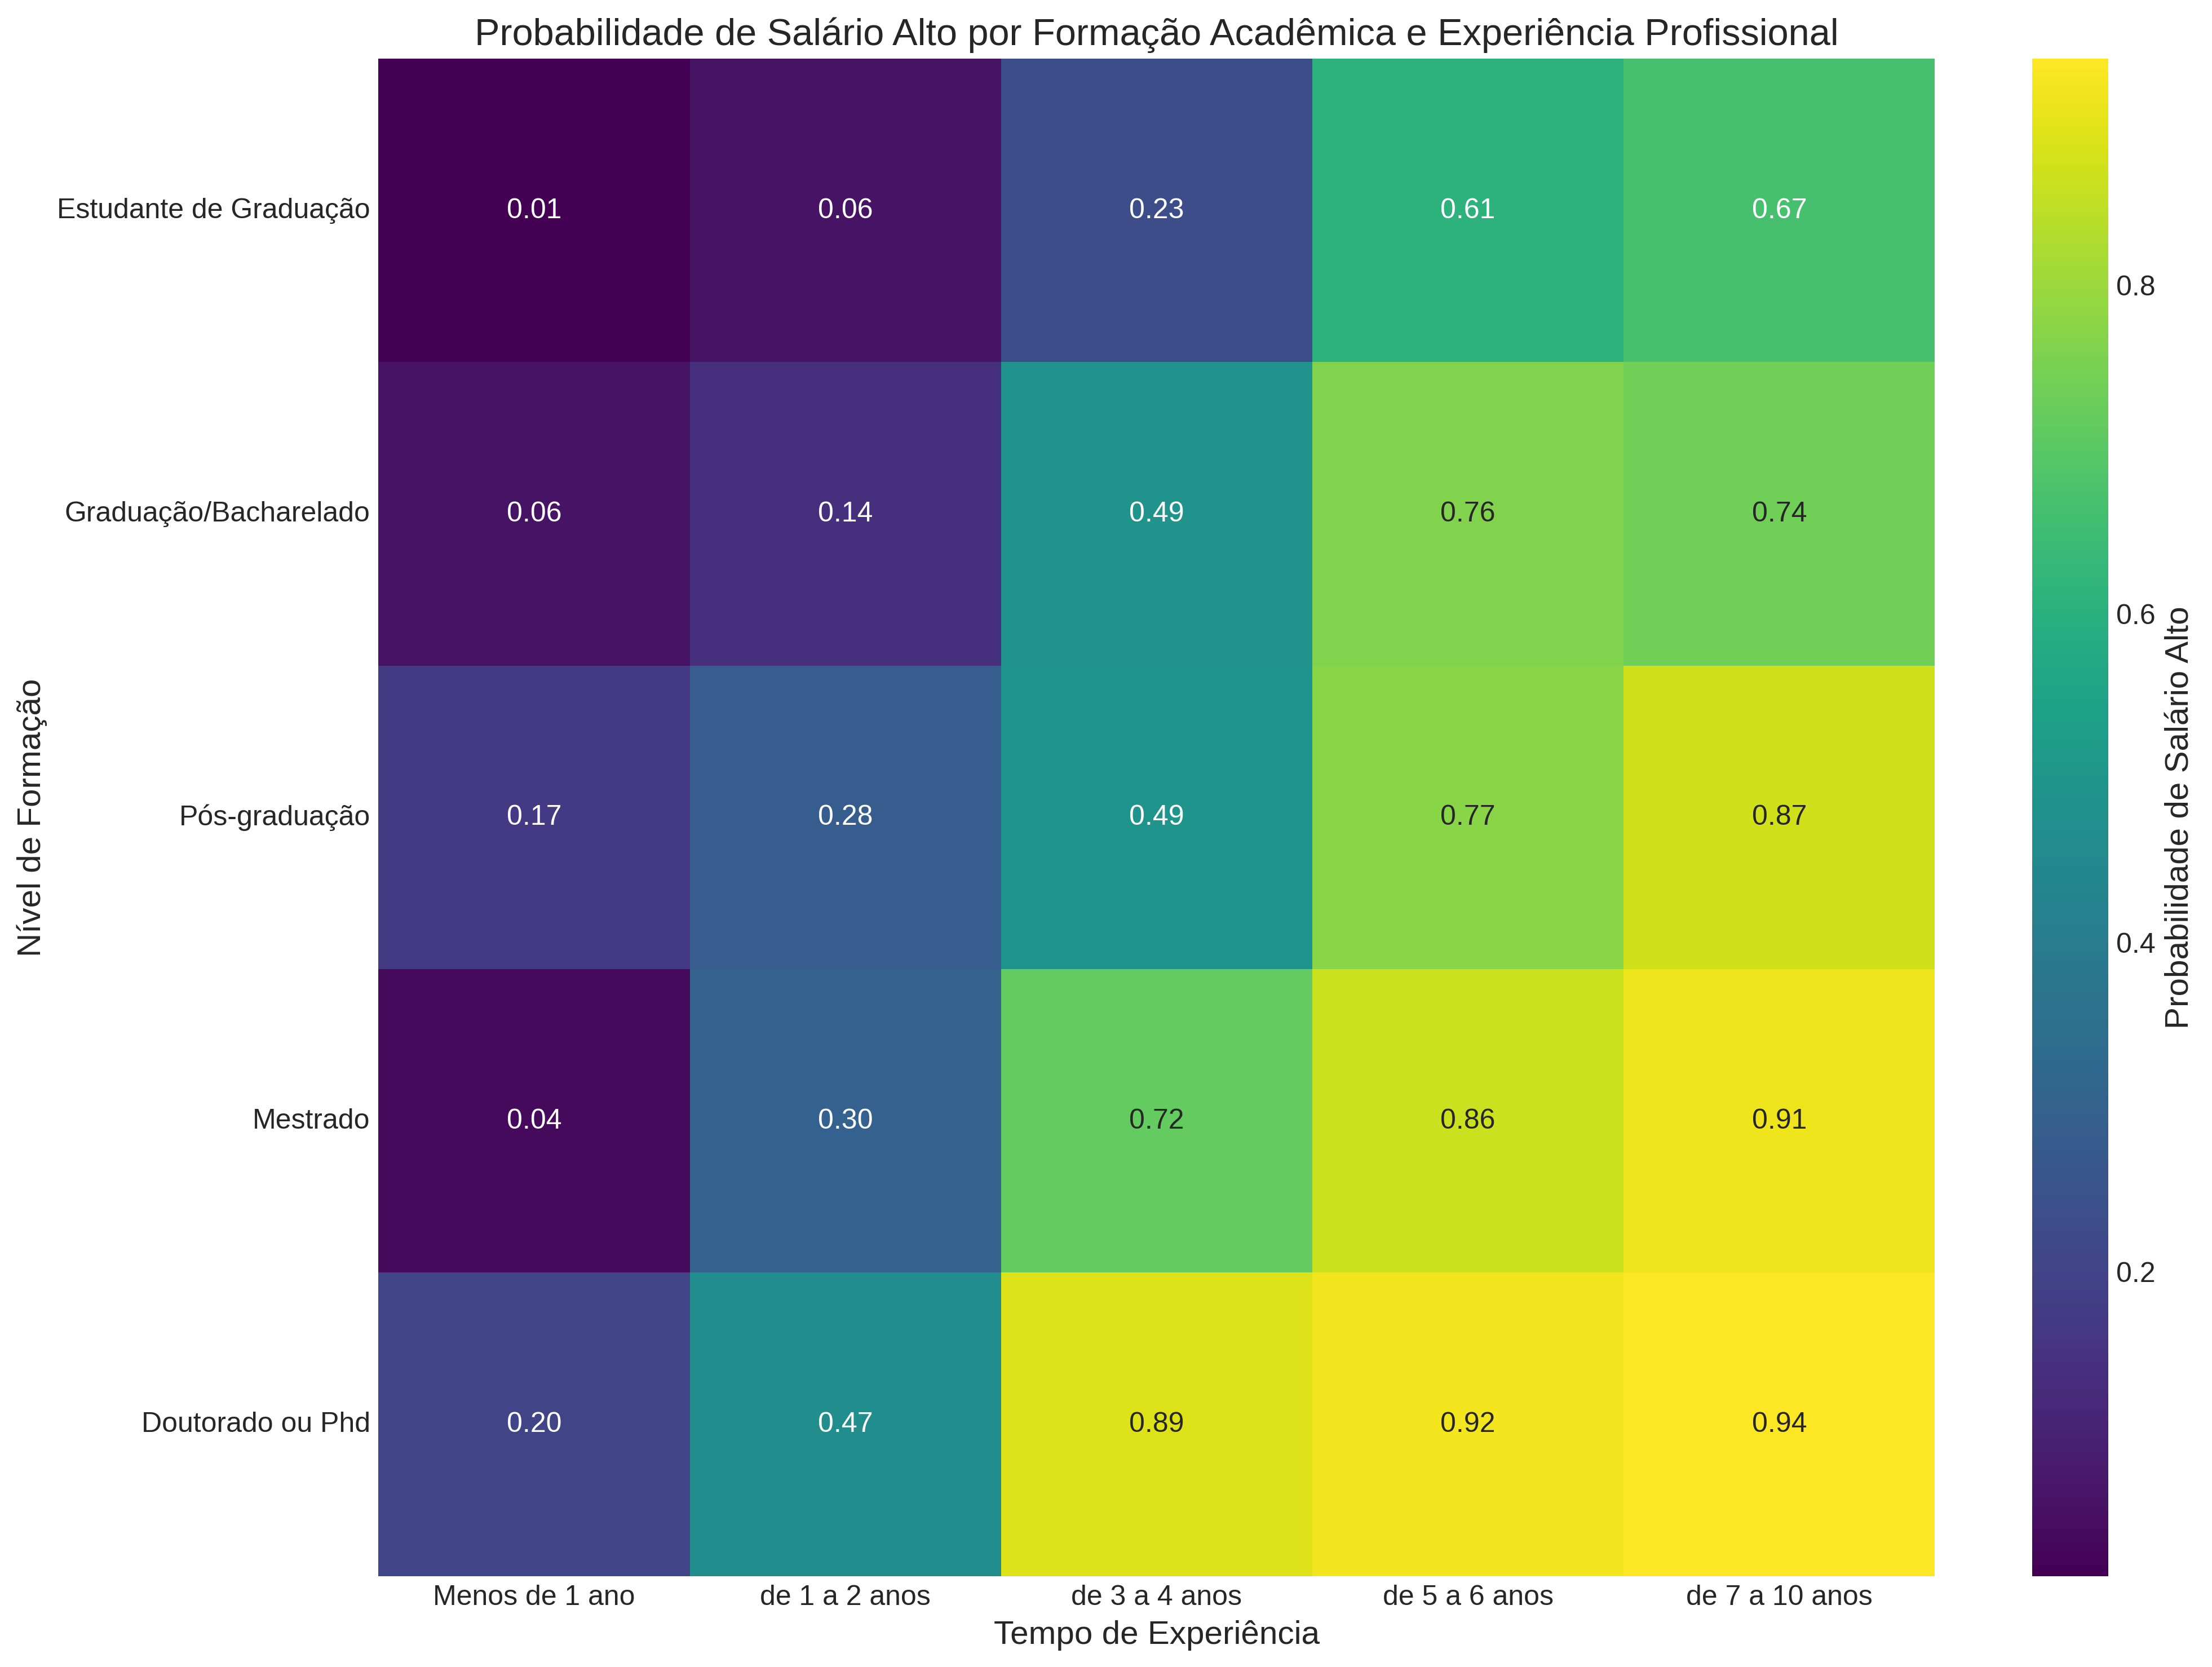 Probabilidade de Salário Alto por Formação Acadêmica e Experiência Profissional
Nível de Formação
Estudante de Graduação 0.01 0.06 0.23 0.61 0.67
Graduação/Bacharelado 0.06 0.14 0.49 0.76 0.74
Pós-graduação 0.17 0.28 0.49 0.77 0.87
Mestrado 0.04 0.30 0.72 0.86 0.91
Doutorado ou Phd 0.20 0.47 0.89 0.92 0.94
Menos de 1 ano de 1 a 2 anos de 3 a 4 anos de 5 a 6 anos de 7 a 10 anos
Tempo de Experiência
0.8
0.6
0.4
0.2
Probabilidade de Salário Alto